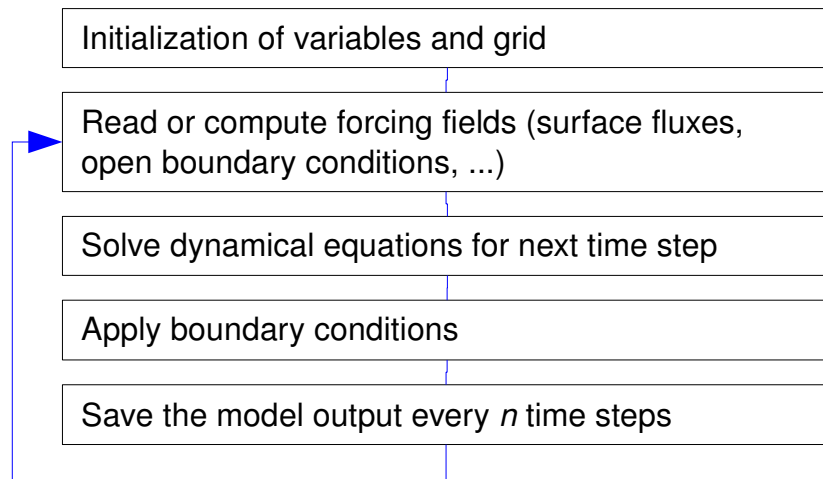 Initialization of variables and grid
Read or compute forcing fields (surface fluxes,
open boundary conditions, ...)
Solve dynamical equations for next time step
Apply boundary conditions
Save the model output every n time steps